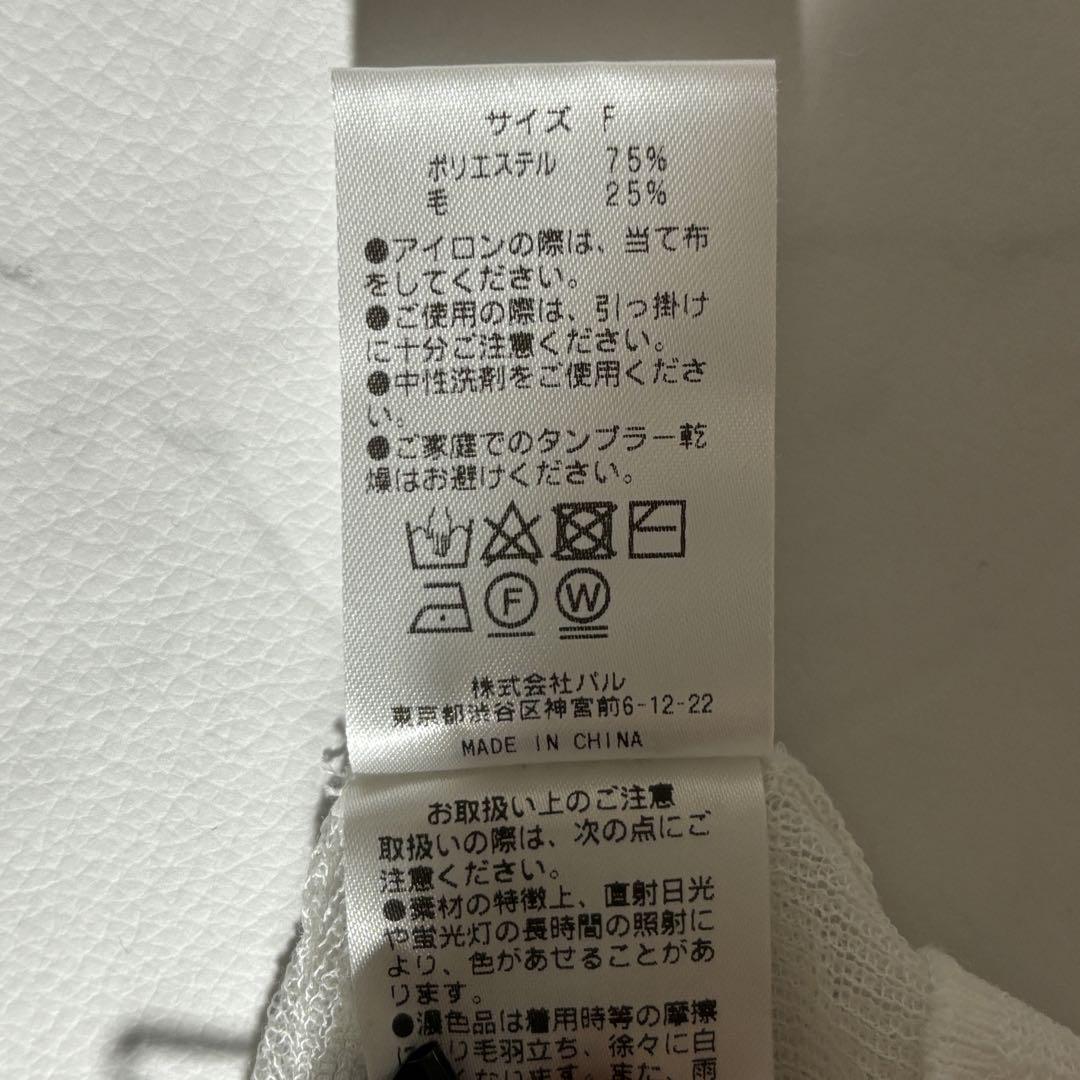 サイズ F
ポリエステル 75%
毛 25%
●アイロンの際は、当て布
をしてください。
●ご使用の際は、引っ掛け
に十分ご注意ください。
●中性洗剤をご使用くださ
い。
●ご家庭でのタンブラー乾
燥はお避けください。
F W
株式会社パル
東京都渋谷区神宮前6-12-22
MADE IN CHINA
お取扱い上のご注意
取扱いの際は、次の点にご
注意ください。
●素材の特徴上、直射日光
や蛍光灯の長時間の照射に
より、色があせることがあ
ります。
●濃色品は着用時等の摩擦
り毛羽立ち、徐々に白
くなります。また、雨